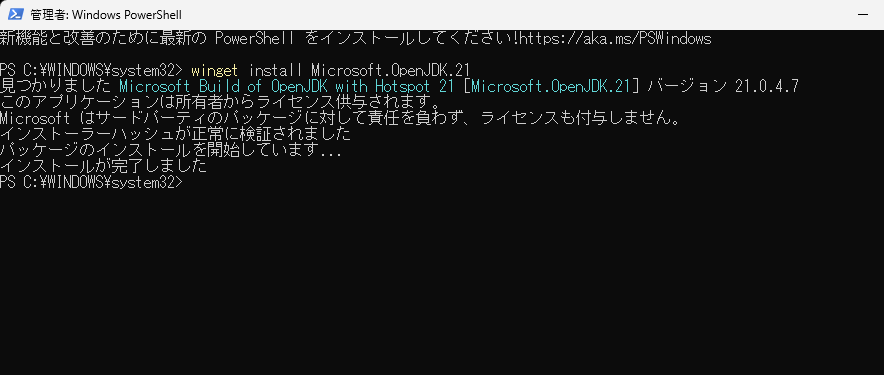 管理者: Windows PowerShell
新機能と改善のために最新の PowerShell をインストールしてください!https://aka.ms/PSWindows
PS C:¥WINDOWS¥system32> winget install Microsoft.OpenJDK.21
見つかりました Microsoft Build of OpenJDK with Hotspot 21 [Microsoft.OpenJDK.21] バージョン 21.0.4.7
このアプリケーションは所有者からライセンス供与されます。
Microsoft はサードパーティのパッケージに対して責任を負わず、ライセンスも付与しません。
インストーラーハッシュが正常に検証されました
パッケージのインストールを開始しています...
インストールが完了しました
PS C:¥WINDOWS¥system32>